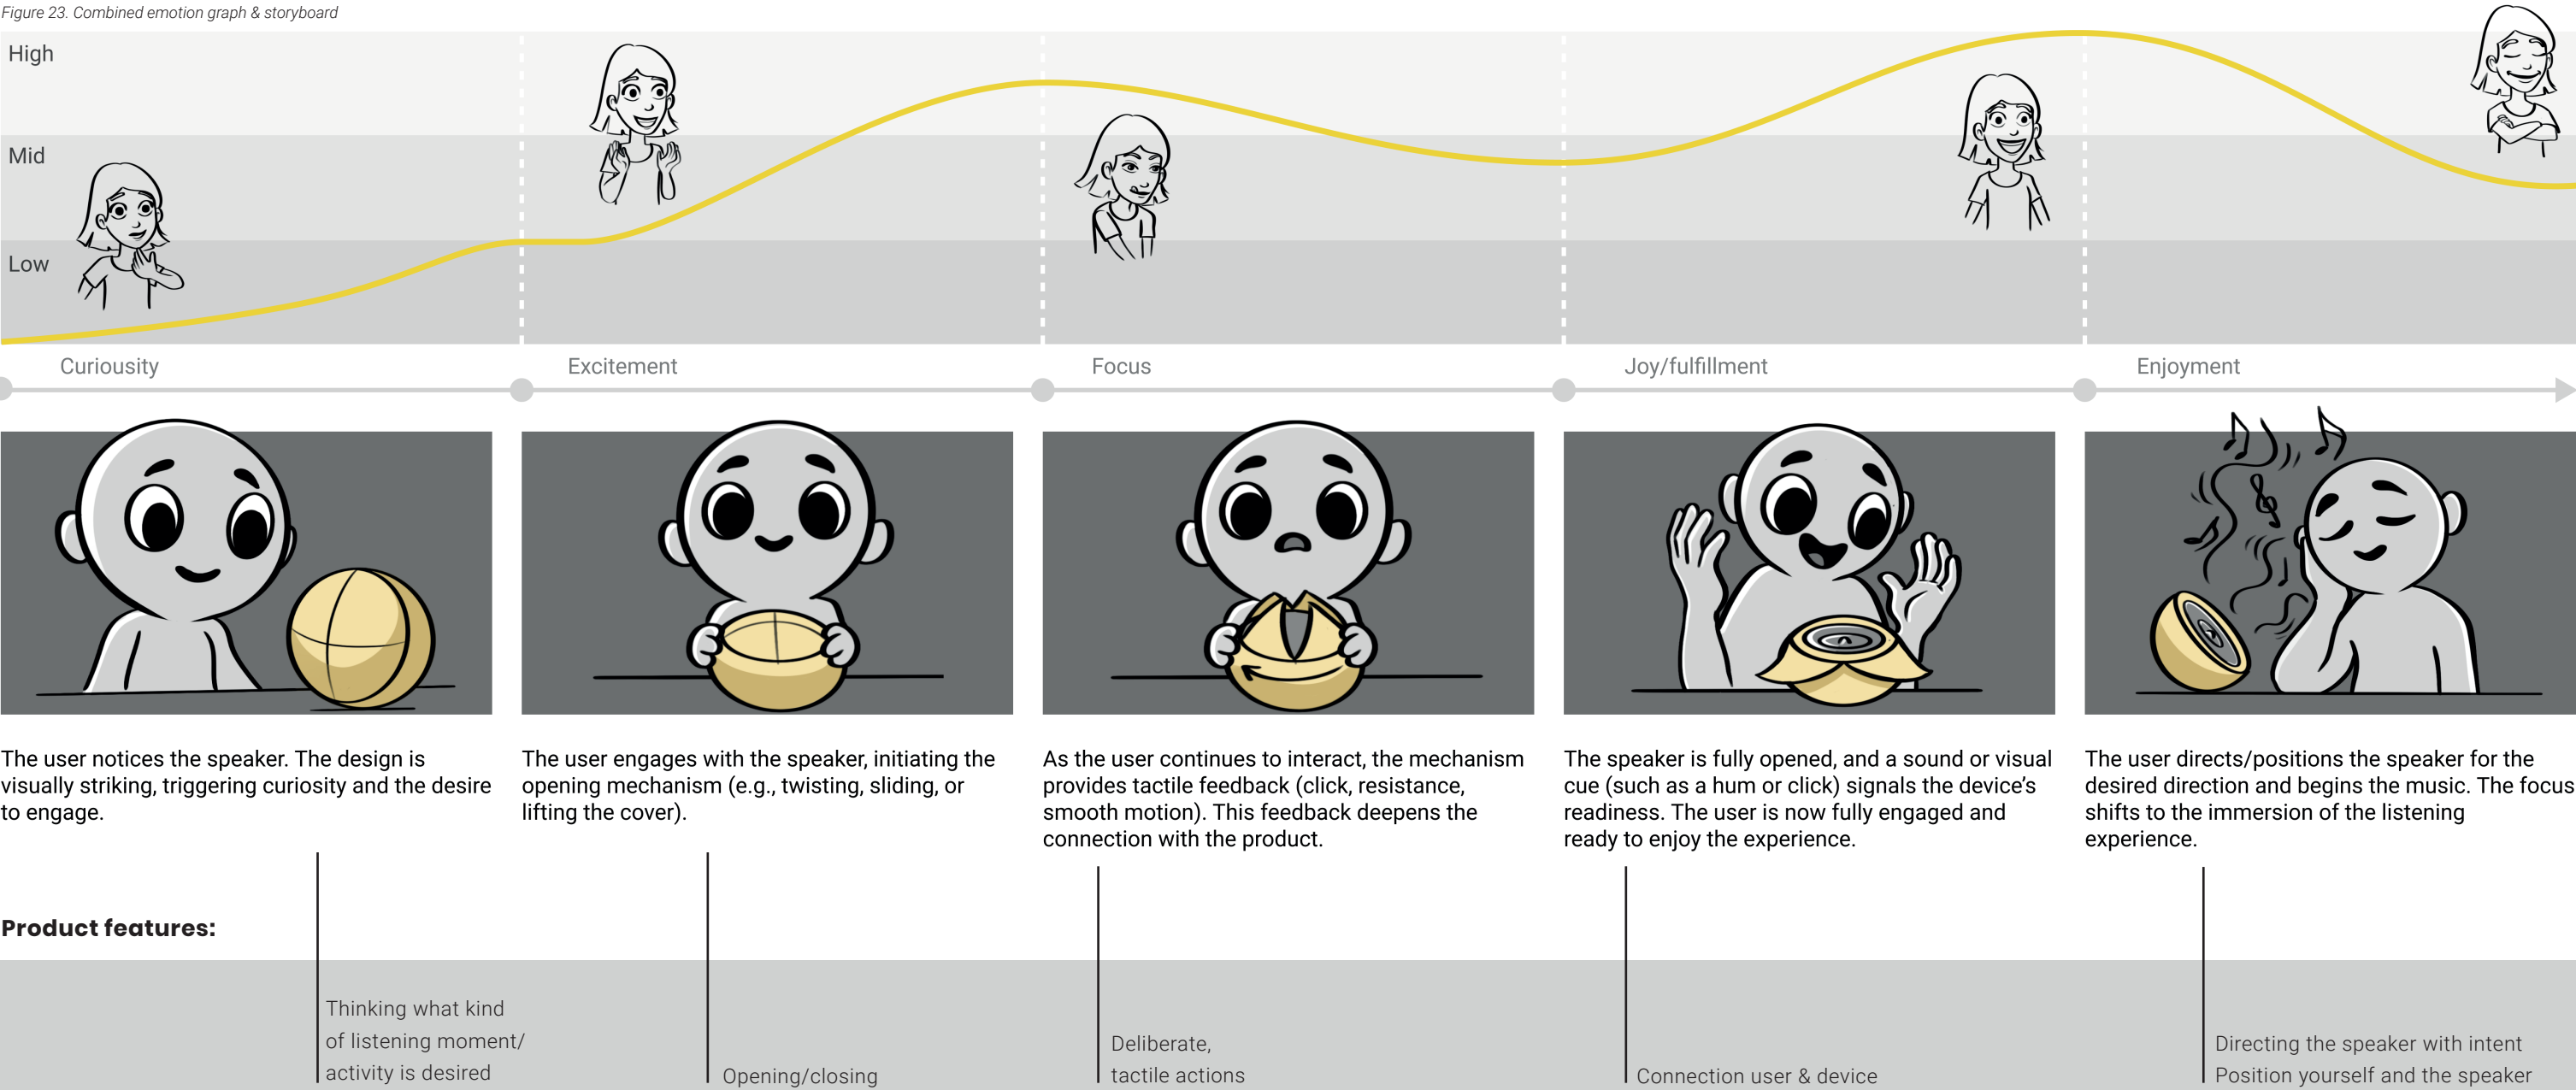 Figure 23. Combined emotion graph & storyboard
High
Mid
Low
Curiousity
Excitement
Focus
Joy/fulfillment
Enjoyment
The user notices the speaker. The design is
visually striking, triggering curiosity and the desire
to engage.
The user engages with the speaker, initiating the
opening mechanism (e.g., twisting, sliding, or
lifting the cover).
As the user continues to interact, the mechanism
provides tactile feedback (click, resistance,
smooth motion). This feedback deepens the
connection with the product.
The speaker is fully opened, and a sound or visual
cue (such as a hum or click) signals the device’s
readiness. The user is now fully engaged and
ready to enjoy the experience.
The user directs/positions the speaker for the
desired direction and begins the music. The focus
shifts to the immersion of the listening
experience.
Product features:
Thinking what kind
of listening moment/
activity is desired
Opening/closing
Deliberate,
tactile actions
Connection user & device
Directing the speaker with intent
Position yourself and the speaker